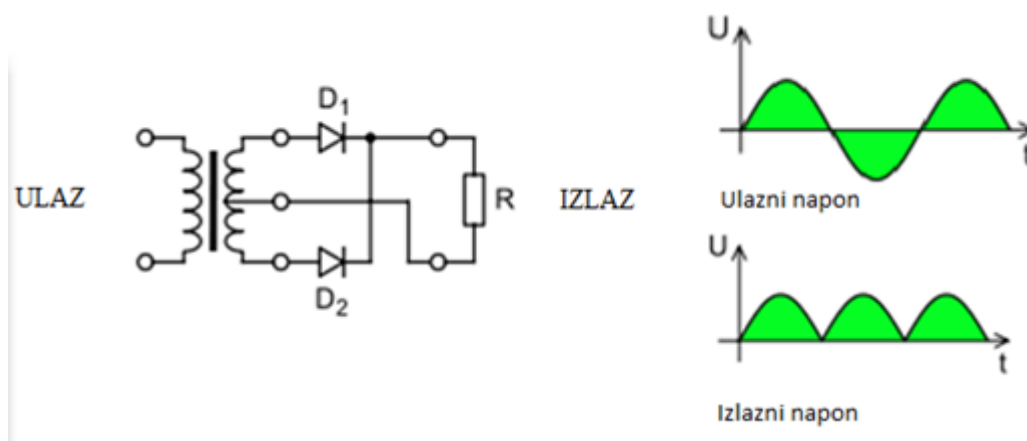 ULAZ
D1
D2
R
IZLAZ
U
t
Ulazni napon
U
t
Izlazni napon